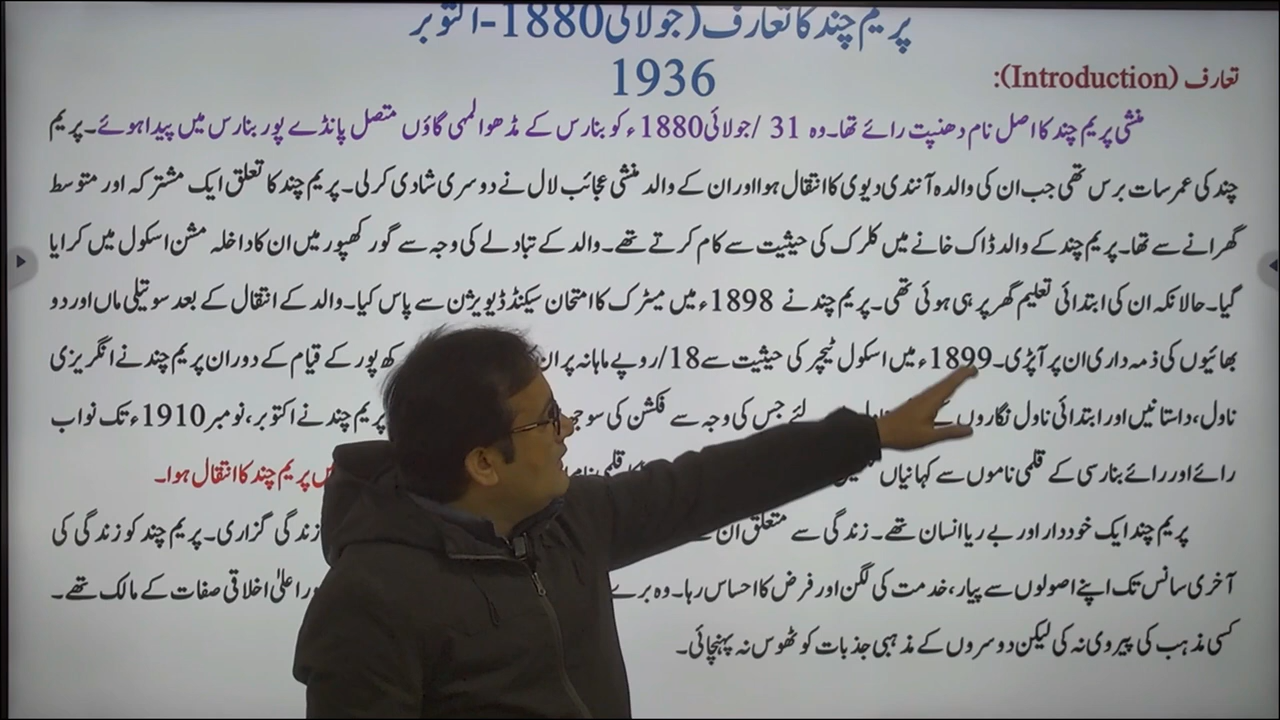 پریم چند کا تعارف (جولائی 1880-اکتوبر
1936
تعارف (Introduction):
منشی پریم چند کا اصل نام دھنپت رائے تھا۔ وہ 31 /جولائی 1880ء کو بنارس کے مڈھوا لمہی گاؤں متصل پانڈے پور بنارس میں پیدا ہوئے۔ پریم
چند کی عمر سات برس تھی جب ان کی والدہ آنندی دیوی کا انتقال ہوا اور ان کے والد منشی عجائب لال نے دوسری شادی کر لی۔ پریم چند کا تعلق ایک مشترکہ اور متوسط
گھرانے سے تھا۔ پریم چند کے والد ڈاک خانے میں کلرک کی حیثیت سے کام کرتے تھے۔ والد کے تبادلے کی وجہ سے گورکھپور میں ان کا داخلہ مشن اسکول میں کرایا
گیا۔ حالانکہ ان کی ابتدائی تعلیم گھر پر ہی ہوئی تھی۔ پریم چند نے 1898ء میں میٹرک کا امتحان سیکنڈ ڈیویژن سے پاس کیا۔ والد کے انتقال کے بعد سوتیلی ماں اور دو
بھائیوں کی ذمہ داری ان پر آپڑی۔ 1899ء میں اسکول ٹیچر کی حیثیت سے 18/روپے ماہانہ پر ان کھ پور کے قیام کے دوران پریم چند نے انگریزی
ناول، داستانیں اور ابتدائی ناول نگاروں کے لئے جس کی وجہ سے فکشن کی پریم چند نے اکتوبر، نومبر 1910ء تک نواب
رائے اور رائے بنارسی کے قلمی ناموں سے کہانیاں قلمی پریم چند کا انتقال ہوا۔
پریم چند ایک خوددار اور بے ریا انسان تھے۔ زندگی سے متعلق ان زندگی گزاری۔ پریم چند کو زندگی کی
آخری سانس تک اپنے اصولوں سے پیار، خدمت کی لگن اور فرض کا احساس رہا۔ وہ اعلیٰ اخلاقی صفات کے مالک تھے۔
کسی مذہب کی پیروی نہ کی لیکن دوسروں کے مذہبی جذبات کو ٹھوس نہ پہنچائی۔